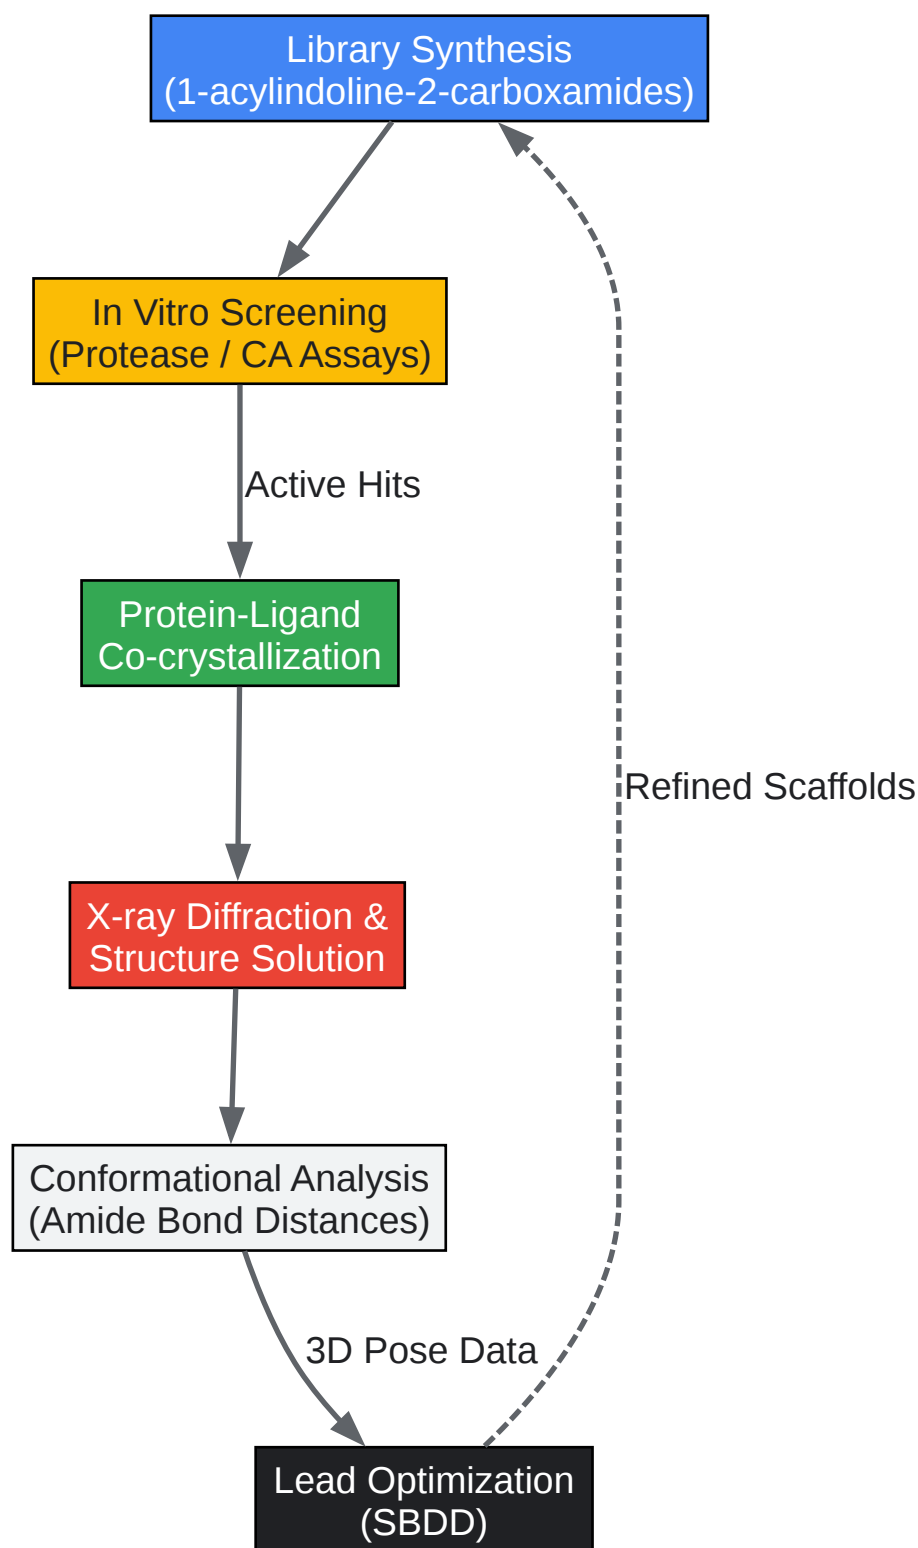 Library Synthesis
(1-acylindoline-2-carboxamides)
In Vitro Screening
(Protease / CA Assays)
Active Hits
Protein-Ligand
Co-crystallization
Refined Scaffolds
X-ray Diffraction &
Structure Solution
Conformational Analysis
(Amide Bond Distances)
3D Pose Data
Lead Optimization
(SBDD)